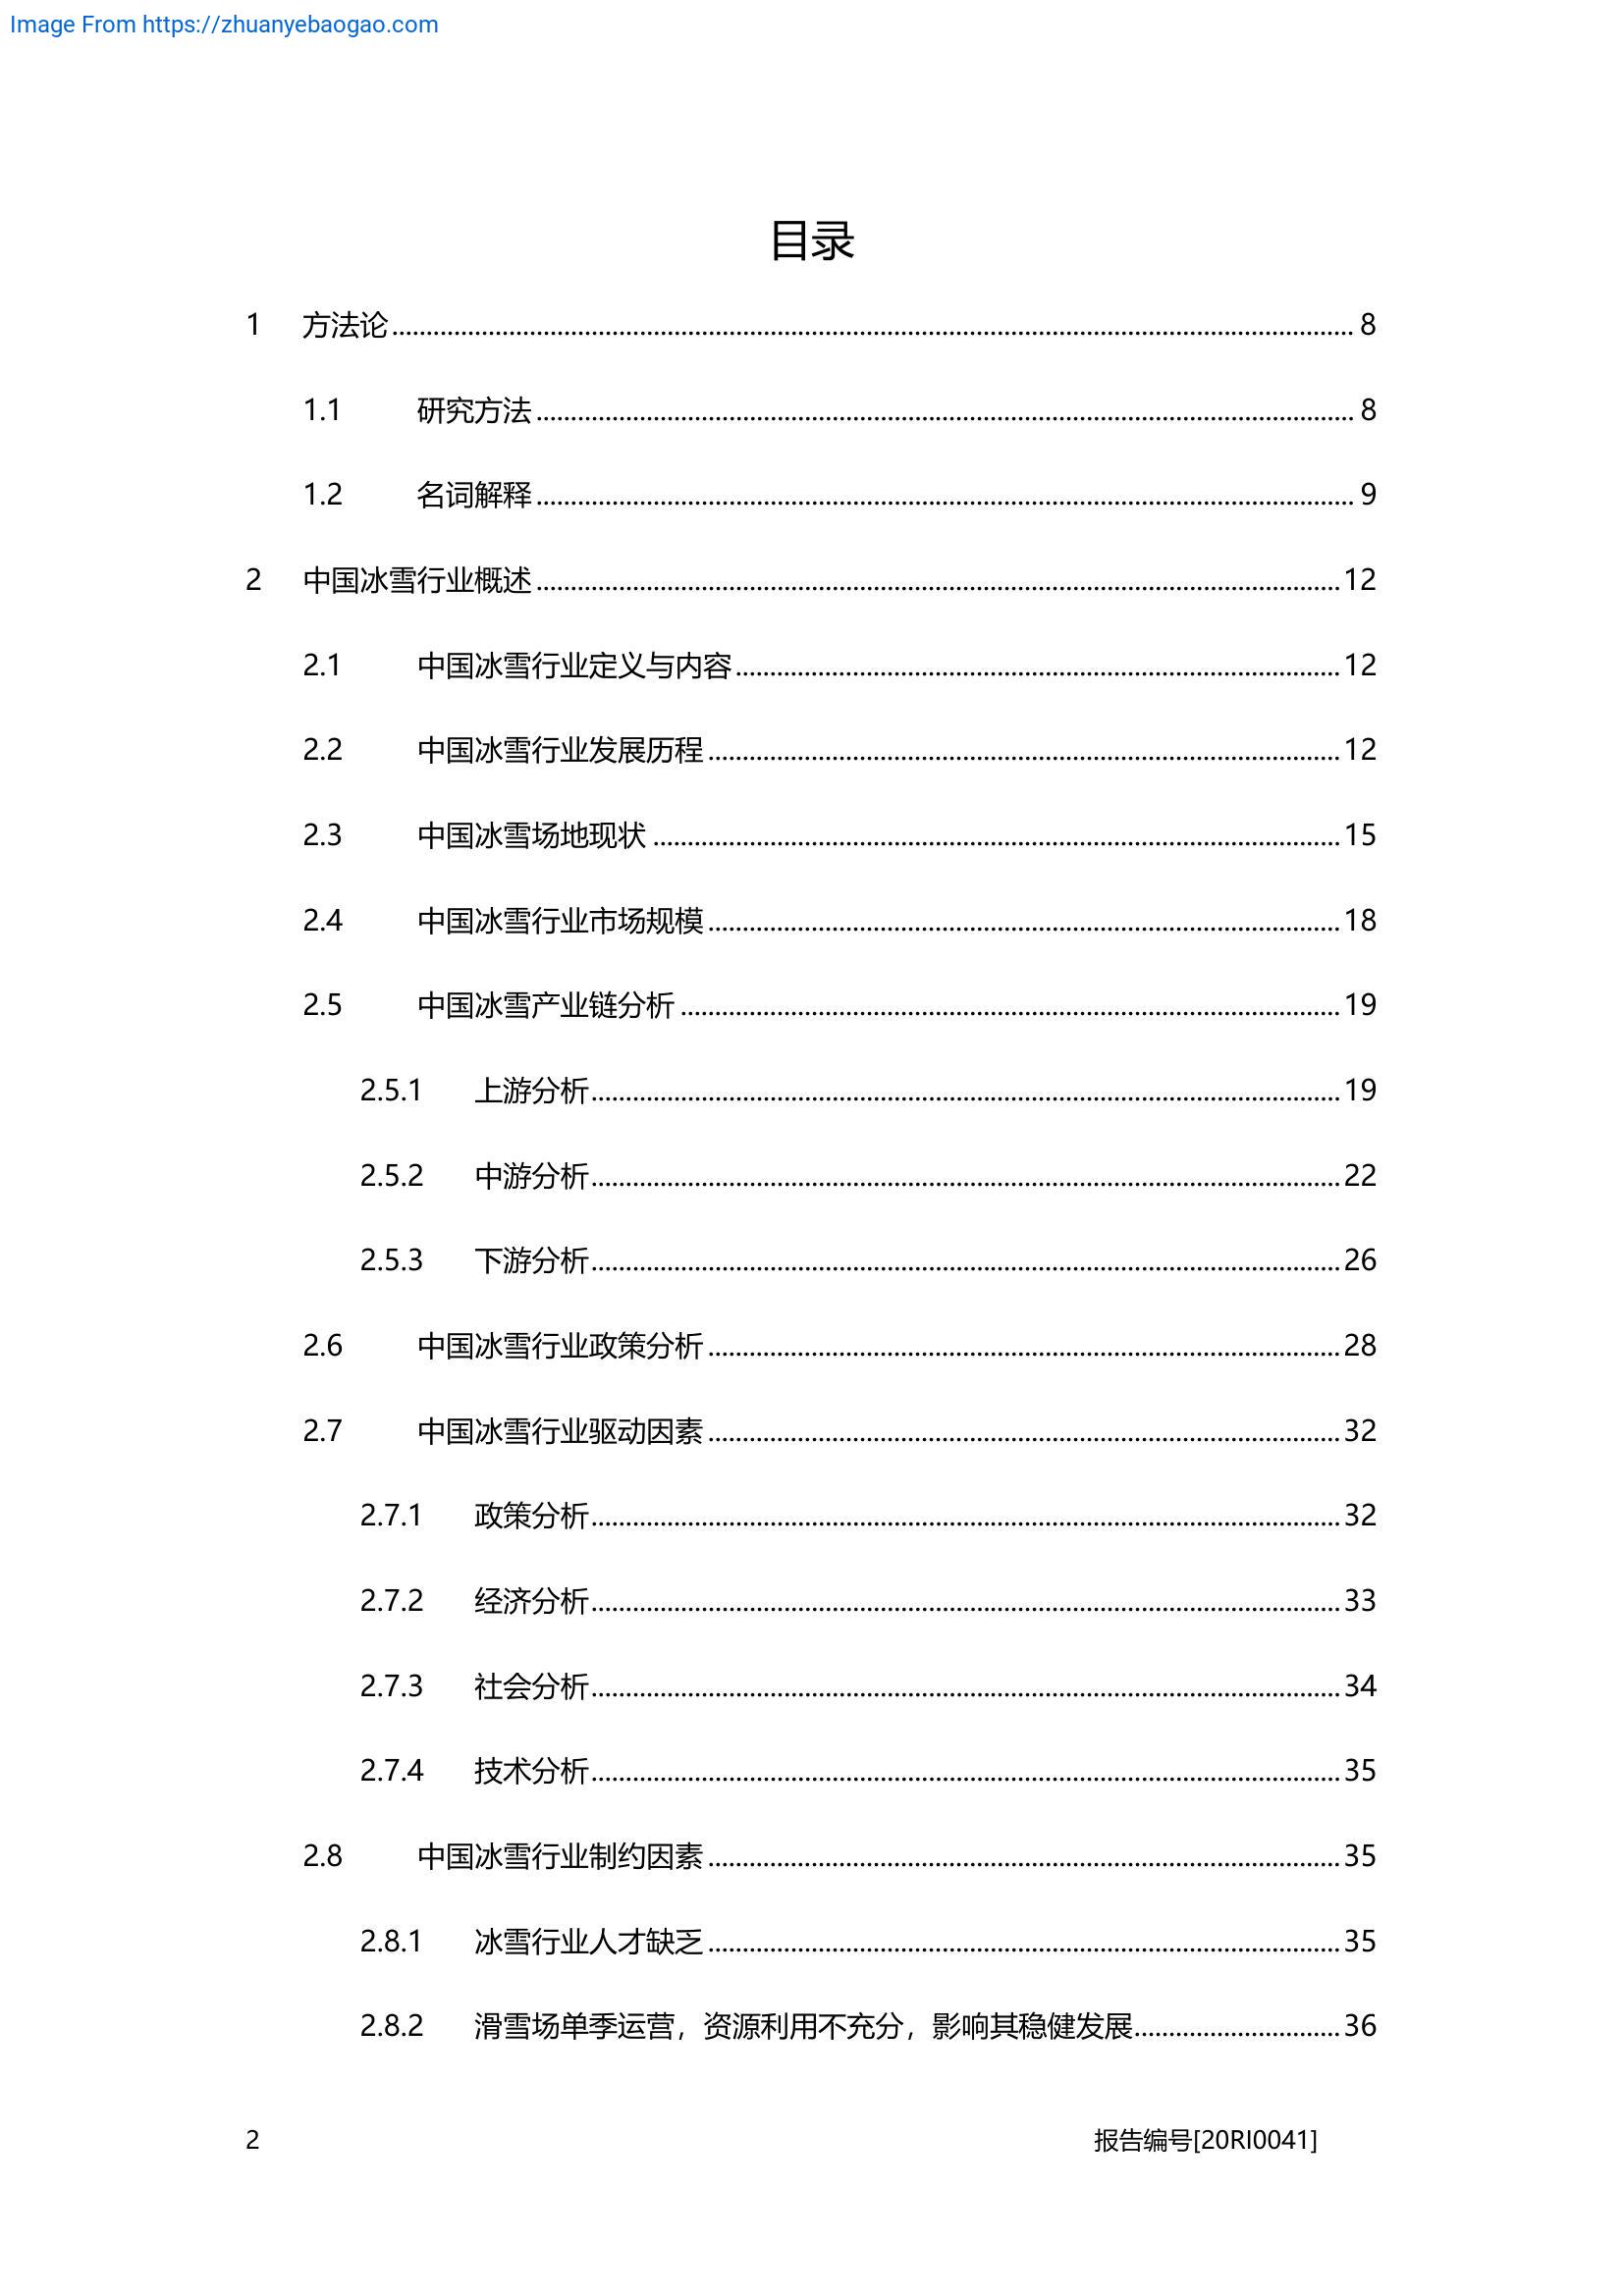 Image From https://zhuanyebaogao.com
目录
1 方法论 8
1.1 研究方法 8
1.2 名词解释 9
2 中国冰雪行业概述 12
2.1 中国冰雪行业定义与内容 12
2.2 中国冰雪行业发展历程 12
2.3 中国冰雪场地现状 15
2.4 中国冰雪行业市场规模 18
2.5 中国冰雪产业链分析 19
2.5.1 上游分析 19
2.5.2 中游分析 22
2.5.3 下游分析 26
2.6 中国冰雪行业政策分析 28
2.7 中国冰雪行业驱动因素 32
2.7.1 政策分析 32
2.7.2 经济分析 33
2.7.3 社会分析 34
2.7.4 技术分析 35
2.8 中国冰雪行业制约因素 35
2.8.1 冰雪行业人才缺乏 35
2.8.2 滑雪场单季运营，资源利用不充分，影响其稳健发展 36
2 报告编号[20RI0041]